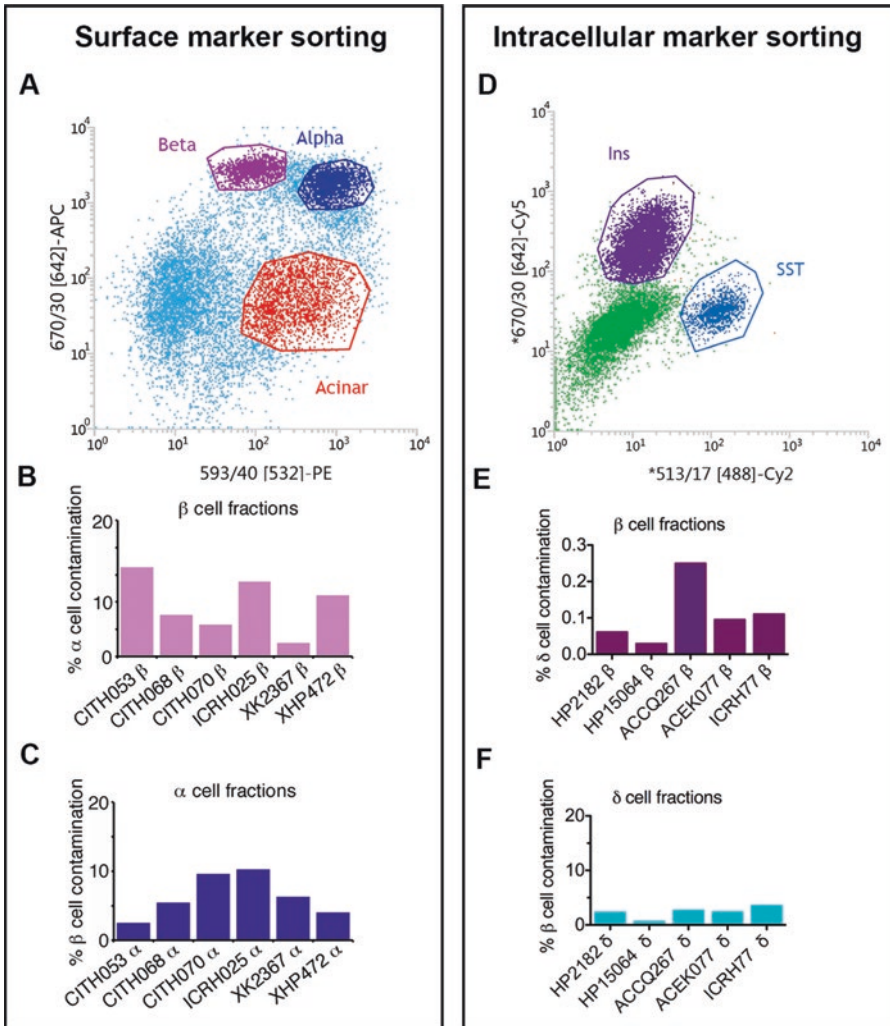 Surface marker sorting
A
Beta
Alpha
Acinar
10⁴
10³
10²
10¹
10⁰
10⁰ 10¹ 10² 10³ 10⁴
670/30 [642]-APC
593/40 [532]-PE
B
β cell fractions
% α cell contamination
20
10
0
CITH053 β
CITH068 β
CITH070 β
ICRH025 β
XK2367 β
XHP472 β
C
α cell fractions
% β cell contamination
20
10
0
CITH053 α
CITH068 α
CITH070 α
ICRH025 α
XK2367 α
XHP472 α
Intracellular marker sorting
D
Ins
SST
10⁴
10³
10²
10¹
10⁰
10⁰ 10¹ 10² 10³ 10⁴
*670/30 [642]-Cy5
*513/17 [488]-Cy2
E
β cell fractions
% δ cell contamination
0.3
0.2
0.1
0.0
HP2182 β
HP15064 β
ACCQ267 β
ACEK077 β
ICRH77 β
F
δ cell fractions
% β cell contamination
20
10
0
HP2182 δ
HP15064 δ
ACCQ267 δ
ACEK077 δ
ICRH77 δ